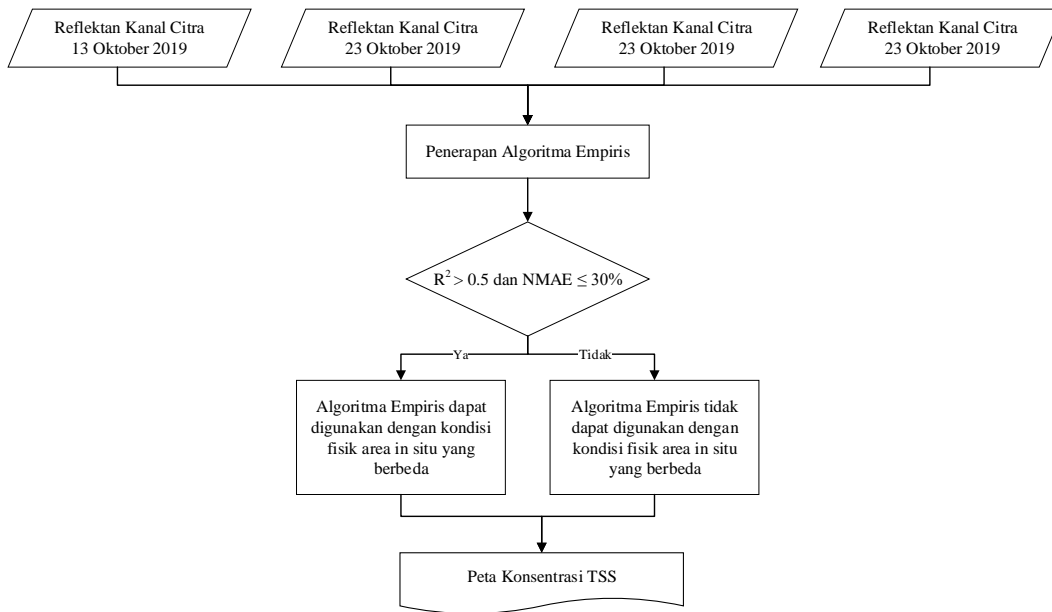 Reflektan Kanal Citra
13 Oktober 2019
Reflektan Kanal Citra
23 Oktober 2019
Reflektan Kanal Citra
23 Oktober 2019
Reflektan Kanal Citra
23 Oktober 2019
Penerapan Algoritma Empiris
R² > 0.5 dan NMAE ≤ 30%
Ya
Tidak
Algoritma Empiris dapat
digunakan dengan kondisi
fisik area in situ yang
berbeda
Algoritma Empiris tidak
dapat digunakan dengan
kondisi fisik area in situ
yang berbeda
Peta Konsentrasi TSS